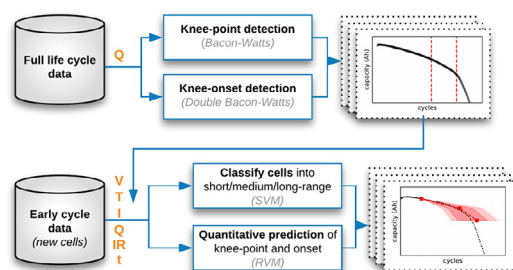 Full life cycle
data
Q
Knee-point detection
(Bacon-Watts)
Knee-onset detection
(Double Bacon-Watts)
capacity (Ah)
cycles
Early cycle
data
(new cells)
V
T
I
Q
IR
t
Classify cells into
short/medium/long-range
(SVM)
Quantitative prediction of
knee-point and onset
(RVM)
capacity (Ah)
cycles